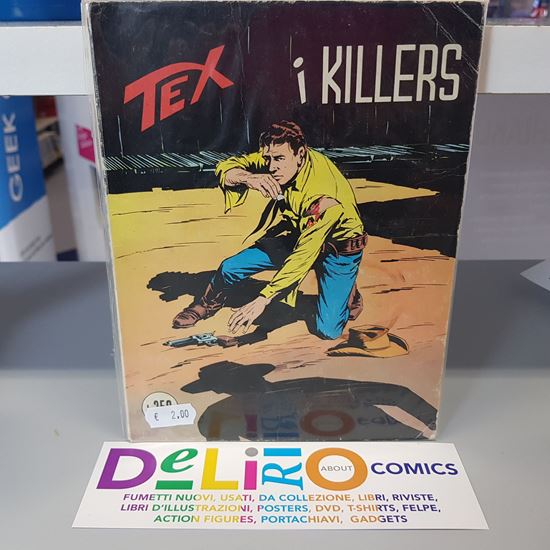 GEEK
TEX
i KILLERS
L. 250
€ 2.00
DeLiRiO ABOUT COMICS
FUMETTI NUOVI, USATI, DA COLLEZIONE, LIBRI, RIVISTE,
LIBRI D'ILLUSTRAZIONI, POSTERS, DVD, T-SHIRTS, FELPE,
ACTION FIGURES, PORTACHIAVI, GADGETS